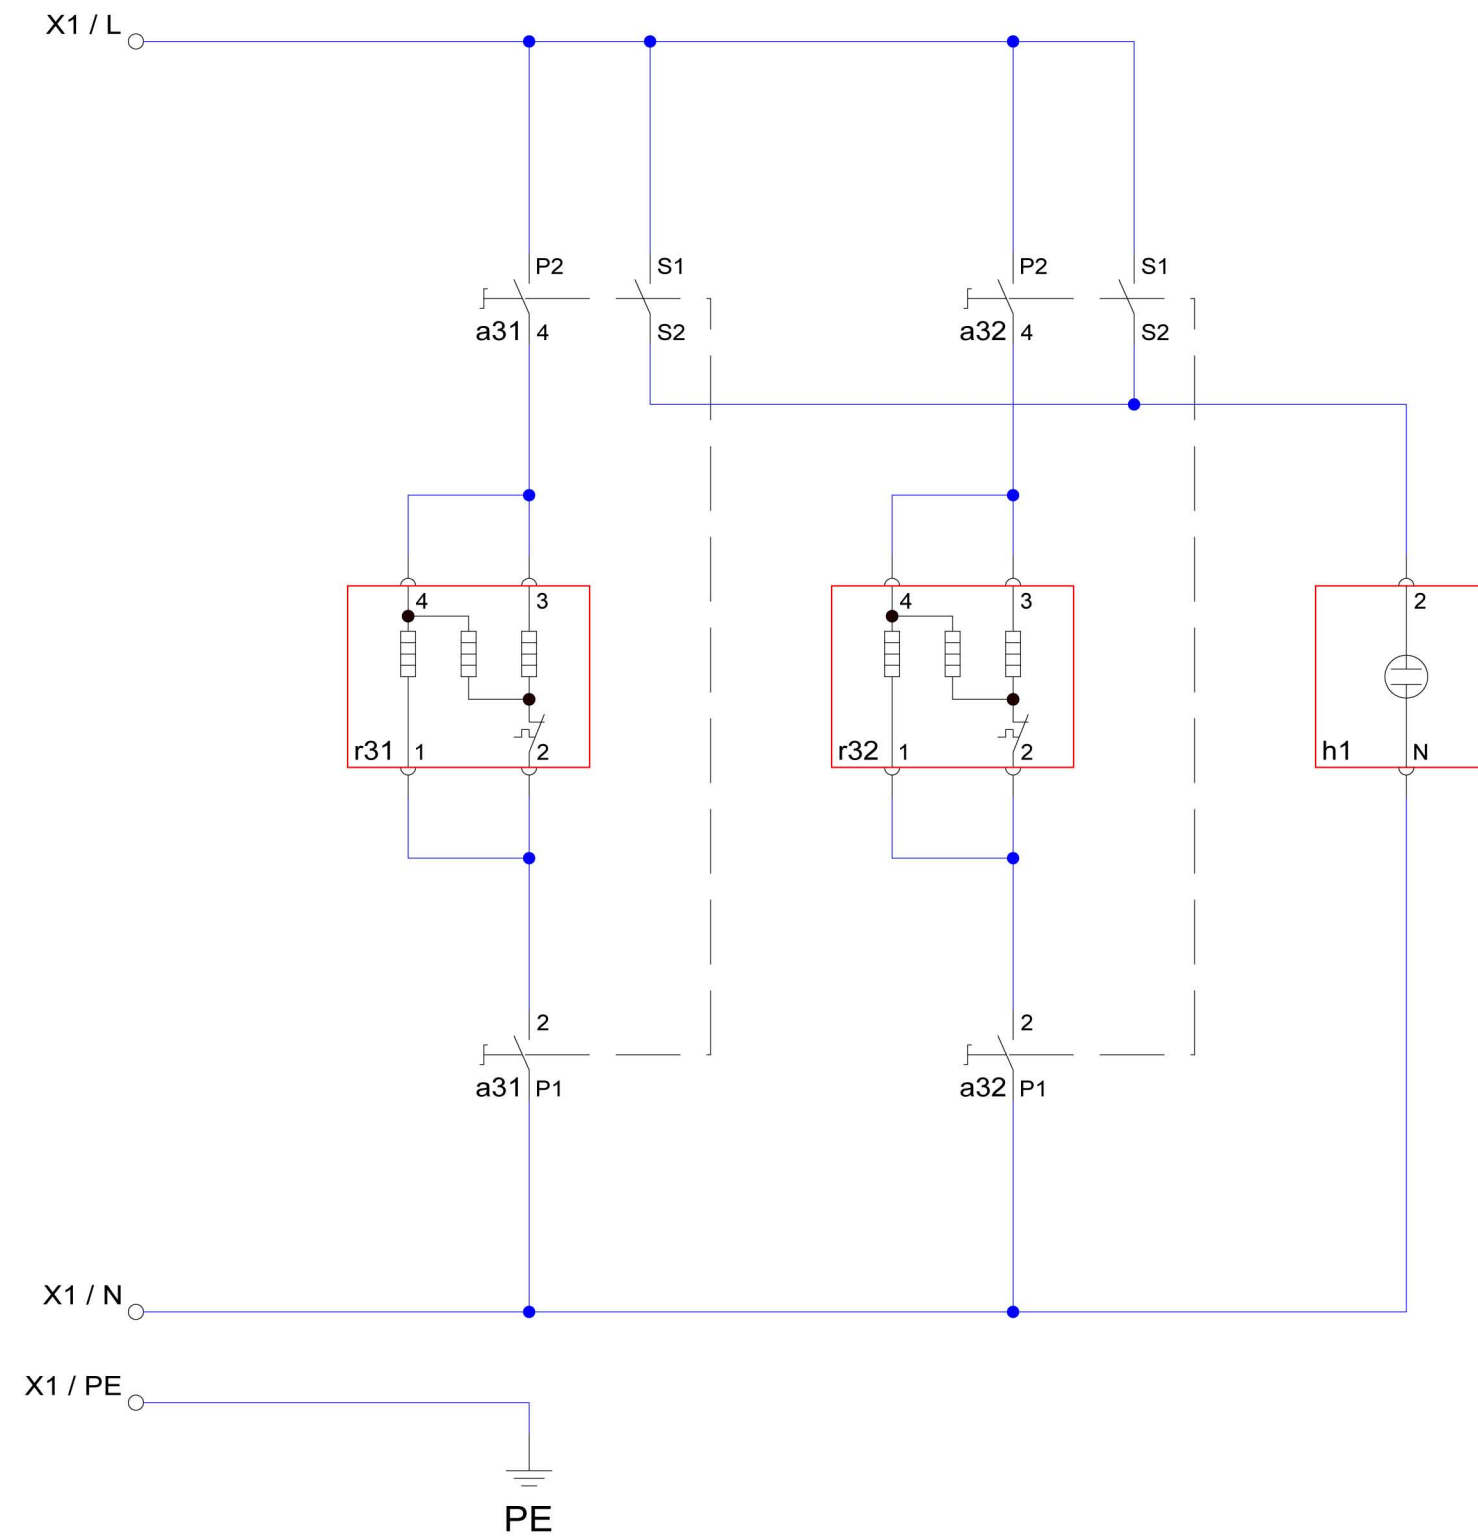 X1 / L
P2 S1 P2 S1
a31 4 S2 a32 4 S2
4 3 4 3 2
r31 1 2 r32 1 2 h1 N
2 2
a31 P1 a32 P1
X1 / N
X1 / PE
PE